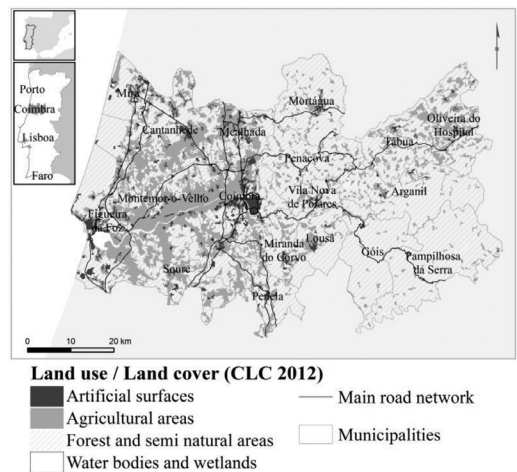 Porto
Coimbra
Lisboa
Faro
N
Mira
Cantanhede
Mealhada
Mortágua
Oliveira do
Hospital
Tábua
Penacova
Arganil
Montemor-o-Velho
Coimbra
Vila Nova
de Poiares
Figueira
da Foz
Lousã
Miranda
do Corvo
Góis
Pampilhosa
da Serra
Soure
Penela
0 10 20 km
Land use / Land cover (CLC 2012)
Artificial surfaces
Agricultural areas
Forest and semi natural areas
Water bodies and wetlands
Main road network
Municipalities